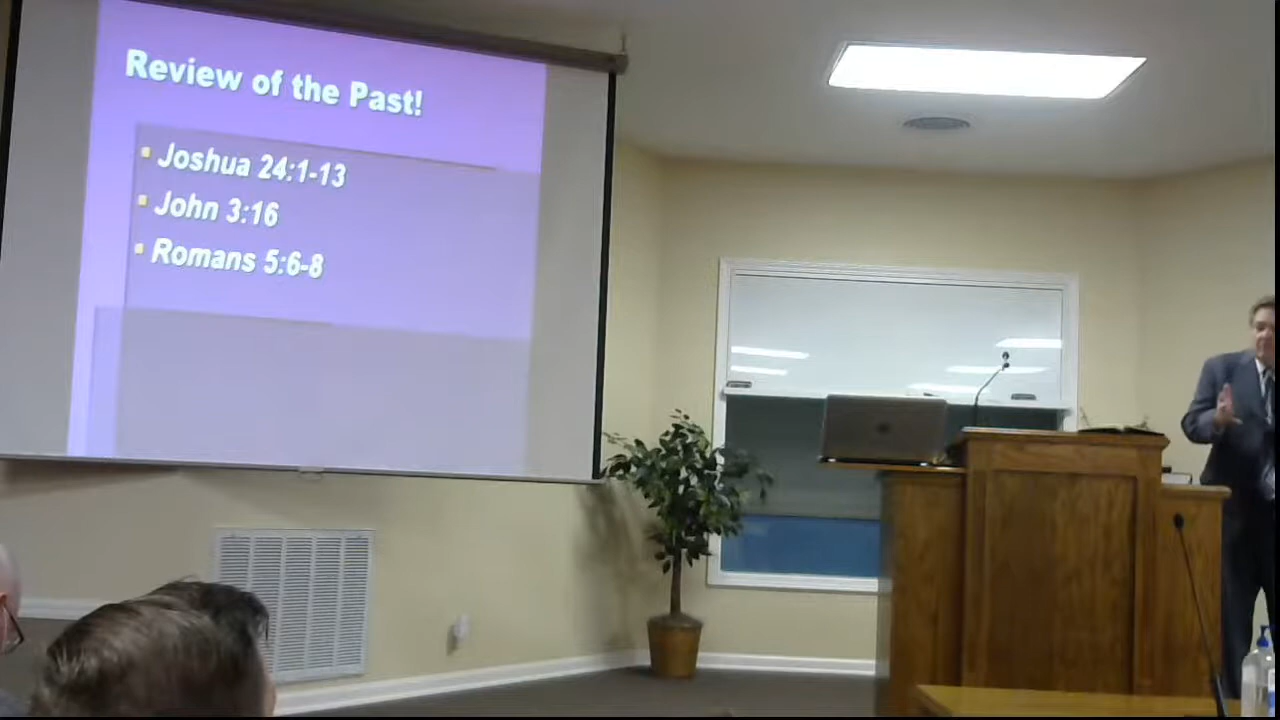 Review of the Past!
Joshua 24:1-13
John 3:16
Romans 5:6-8